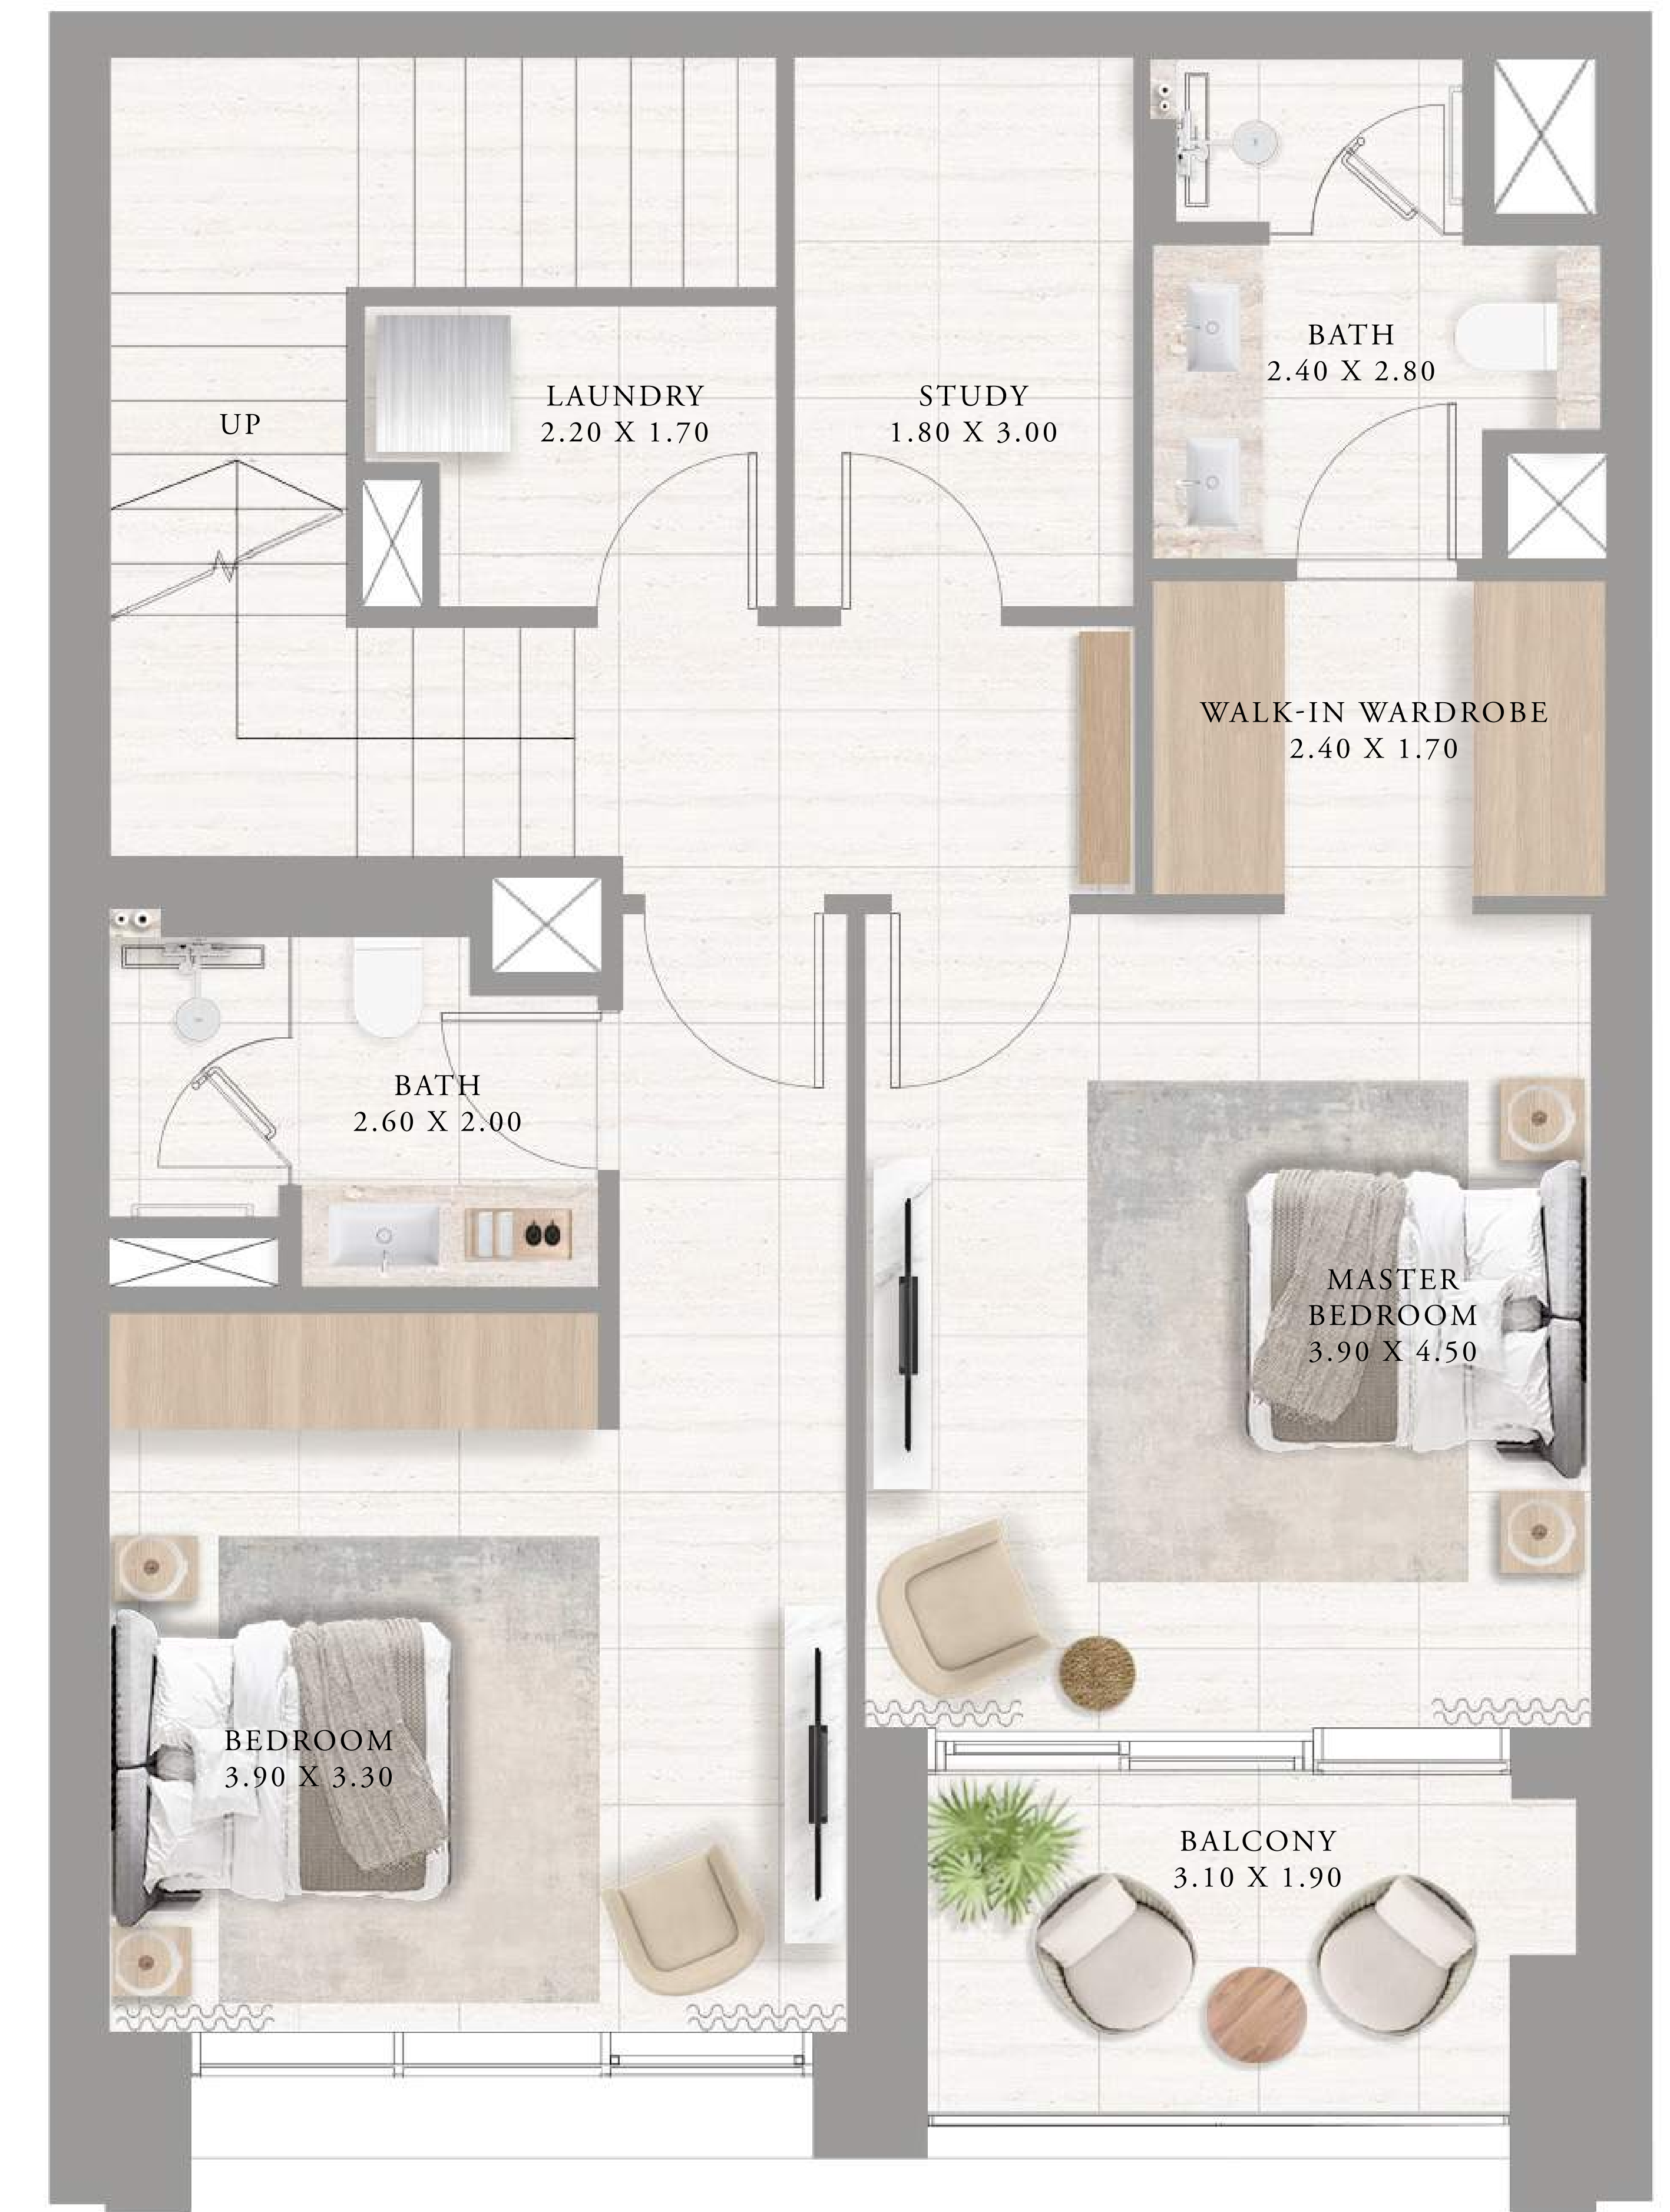 BATH
2.40 X 2.80
LAUNDRY
2.20 X 1.70
STUDY
1.80 X 3.00
UP
WALK-IN WARDROBE
2.40 X 1.70
BATH
2.60 X 2.00
MASTER
BEDROOM
3.90 X 4.50
BEDROOM
3.90 X 3.30
BALCONY
3.10 X 1.90